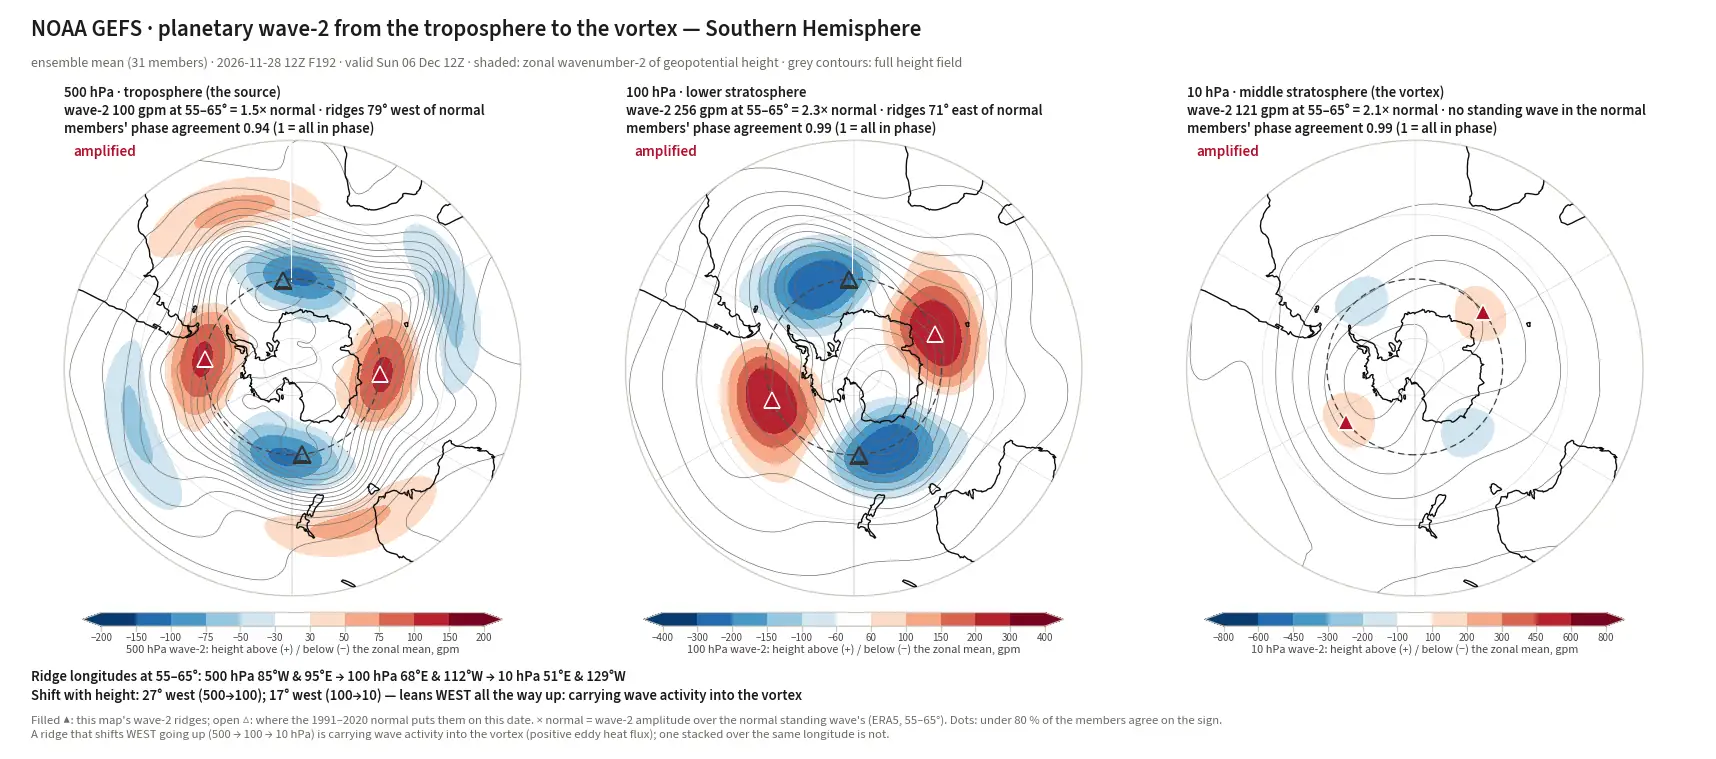 NOAA GEFS · planetary wave-2 from the troposphere to the vortex — Southern Hemisphere
ensemble mean (31 members) · 2026-11-28 12Z F192 · valid Sun 06 Dec 12Z · shaded: zonal wavenumber-2 of geopotential height · grey contours: full height field
500 hPa · troposphere (the source)
wave-2 100 gpm at 55–65° = 1.5× normal · ridges 79° west of normal
members' phase agreement 0.94 (1 = all in phase)
amplified
100 hPa · lower stratosphere
wave-2 256 gpm at 55–65° = 2.3× normal · ridges 71° east of normal
members' phase agreement 0.99 (1 = all in phase)
amplified
10 hPa · middle stratosphere (the vortex)
wave-2 121 gpm at 55–65° = 2.1× normal · no standing wave in the normal
members' phase agreement 0.99 (1 = all in phase)
amplified
−200 −150 −100 −75 −50 −30 30 50 75 100 150 200
500 hPa wave-2: height above (+) / below (−) the zonal mean, gpm
−400 −300 −200 −150 −100 −60 60 100 150 200 300 400
100 hPa wave-2: height above (+) / below (−) the zonal mean, gpm
−800 −600 −450 −300 −200 −100 100 200 300 450 600 800
10 hPa wave-2: height above (+) / below (−) the zonal mean, gpm
Ridge longitudes at 55–65°: 500 hPa 85°W & 95°E → 100 hPa 68°E & 112°W → 10 hPa 51°E & 129°W
Shift with height: 27° west (500→100); 17° west (100→10) — leans WEST all the way up: carrying wave activity into the vortex
Filled ▲: this map's wave-2 ridges; open △: where the 1991–2020 normal puts them on this date. × normal = wave-2 amplitude over the normal standing wave's (ERA5, 55–65°). Dots: under 80 % of the members agree on the sign.
A ridge that shifts WEST going up (500 → 100 → 10 hPa) is carrying wave activity into the vortex (positive eddy heat flux); one stacked over the same longitude is not.